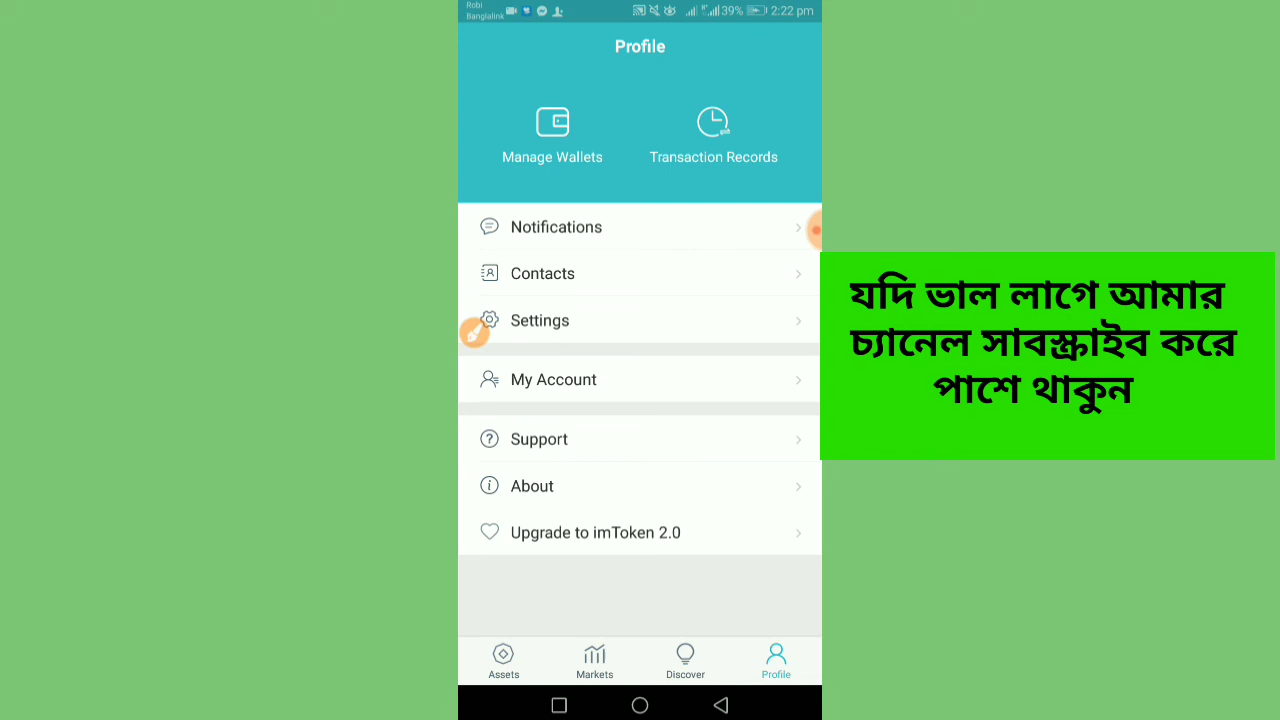 Robi
Banglalink
39% 2:22 pm
Profile
Manage Wallets
Transaction Records
Notifications
Contacts
Settings
My Account
Support
About
Upgrade to imToken 2.0
Assets
Markets
Discover
Profile
যদি ভাল লাগে আমার
চ্যানেল সাবস্ক্রাইব করে
পাশে থাকুন